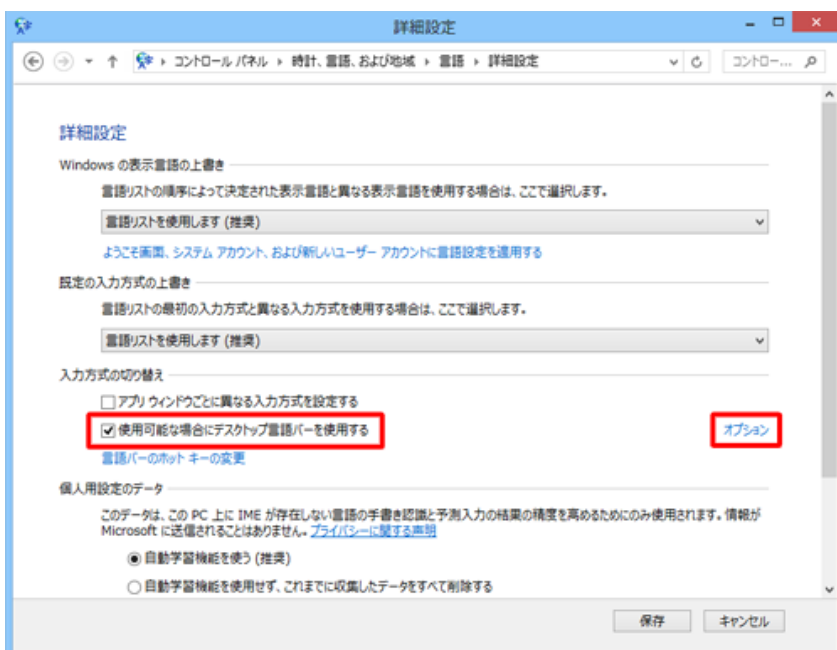 詳細設定
コントロール パネル 時計、言語、および地域 言語 詳細設定 コントロー...
詳細設定
Windows の表示言語の上書き
言語リストの順序によって決定された表示言語と異なる表示言語を使用する場合は、ここで選択します。
言語リストを使用します (推奨)
ようこそ画面、システム アカウント、および新しいユーザー アカウントに言語設定を適用する
既定の入力方式の上書き
言語リストの最初の入力方式と異なる入力方式を使用する場合は、ここで選択します。
言語リストを使用します (推奨)
入力方式の切り替え
アプリ ウィンドウごとに異なる入力方式を設定する
使用可能な場合にデスクトップ言語バーを使用する オプション
言語バーのホット キーの変更
個人用設定のデータ
このデータは、この PC 上に IME が存在しない言語の手書き認識と予測入力の結果の精度を高めるためにのみ使用されます。情報が
Microsoft に送信されることはありません。プライバシーに関する声明
自動学習機能を使う (推奨)
自動学習機能を使用せず、これまでに収集したデータをすべて削除する
保存 キャンセル